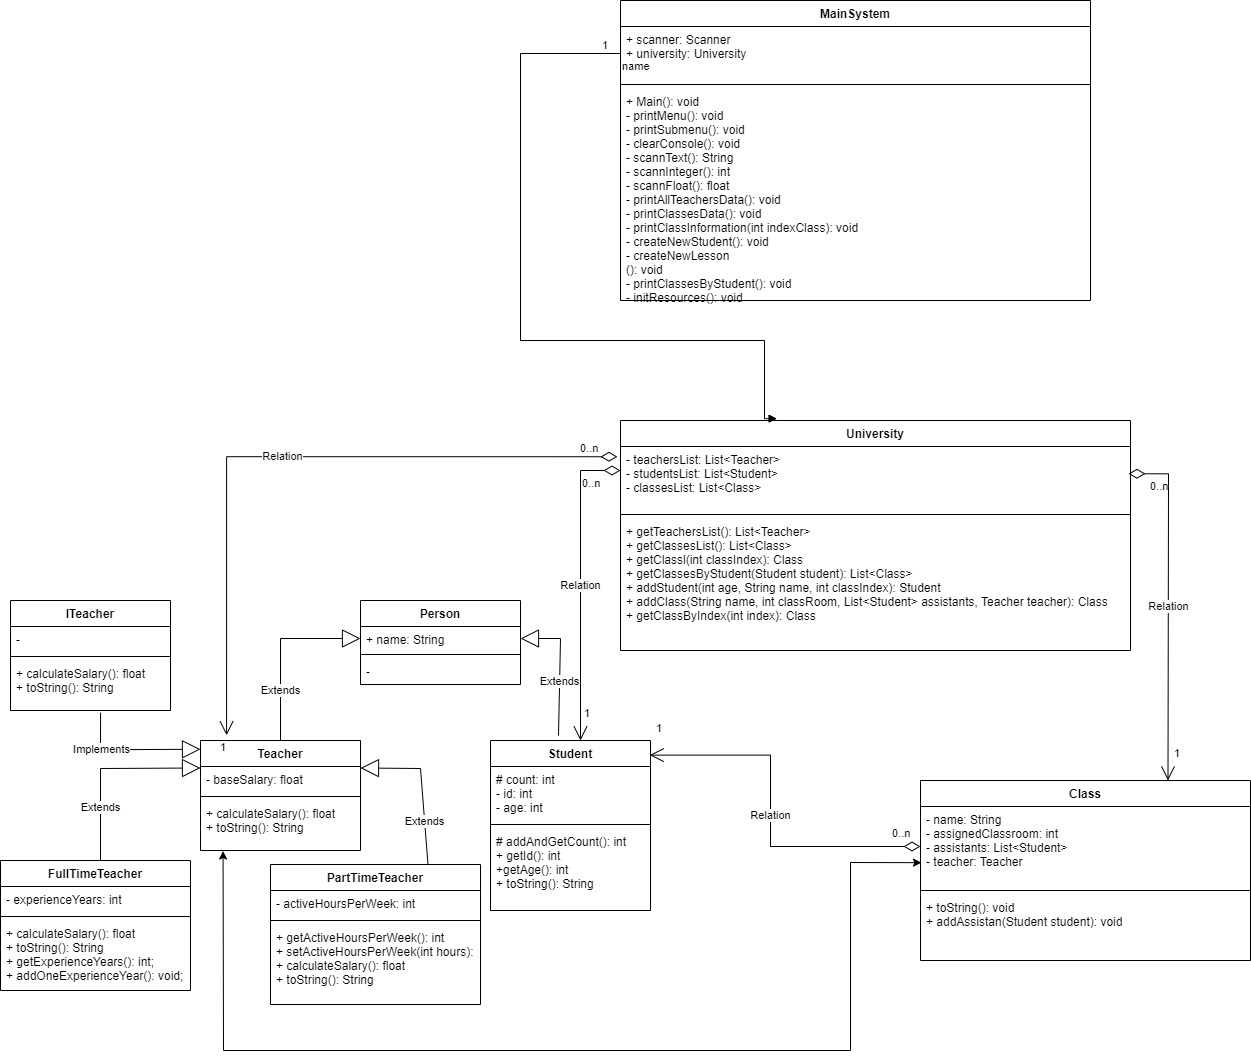 MainSystem
+ scanner: Scanner
+ university: University
name
1
+ Main(): void
- printMenu(): void
- printSubmenu(): void
- clearConsole(): void
- scannText(): String
- scannInteger(): int
- scannFloat(): float
- printAllTeachersData(): void
- printClassesData(): void
- printClassInformation(int indexClass): void
- createNewStudent(): void
- createNewLesson
(): void
- printClassesByStudent(): void
- initResources(): void
University
- teachersList: List<Teacher>
- studentsList: List<Student>
- classesList: List<Class>
+ getTeachersList(): List<Teacher>
+ getClassesList(): List<Class>
+ getClassI(int classIndex): Class
+ getClassesByStudent(Student student): List<Class>
+ addStudent(int age, String name, int classIndex): Student
+ addClass(String name, int classRoom, List<Student> assistants, Teacher teacher): Class
+ getClassByIndex(int index): Class
0..n
Relation
0..n
Relation
0..n
Relation
1
1
1
ITeacher
-
+ calculateSalary(): float
+ toString(): String
Person
+ name: String
-
Extends
Extends
Implements
Teacher
- baseSalary: float
+ calculateSalary(): float
+ toString(): String
Extends
Extends
Student
# count: int
- id: int
- age: int
# addAndGetCount(): int
+ getId(): int
+getAge(): int
+ toString(): String
1
Relation
0..n
Class
- name: String
- assignedClassroom: int
- assistants: List<Student>
- teacher: Teacher
+ toString(): void
+ addAssistan(Student student): void
FullTimeTeacher
- experienceYears: int
+ calculateSalary(): float
+ toString(): String
+ getExperienceYears(): int;
+ addOneExperienceYear(): void;
PartTimeTeacher
- activeHoursPerWeek: int
+ getActiveHoursPerWeek(): int
+ setActiveHoursPerWeek(int hours):
+ calculateSalary(): float
+ toString(): String